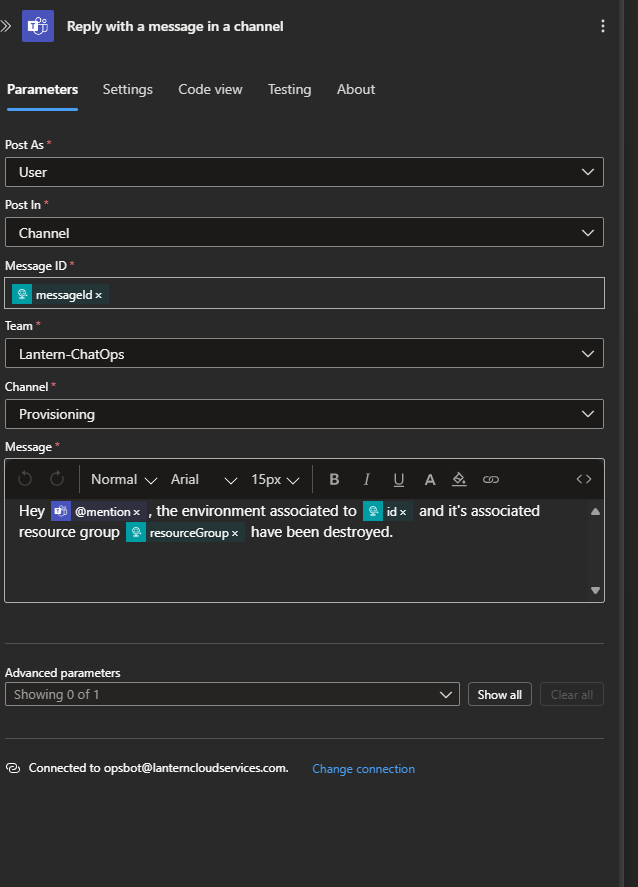 Reply with a message in a channel
Parameters Settings Code view Testing About
Post As *
User
Post In *
Channel
Message ID *
messageId ×
Team *
Lantern-ChatOps
Channel *
Provisioning
Message *
Normal Arial 15px B I U A <>
Hey @mention × , the environment associated to id × and it's associated
resource group resourceGroup × have been destroyed.
Advanced parameters
Showing 0 of 1 Show all Clear all
Connected to opsbot@lanterncloudservices.com. Change connection